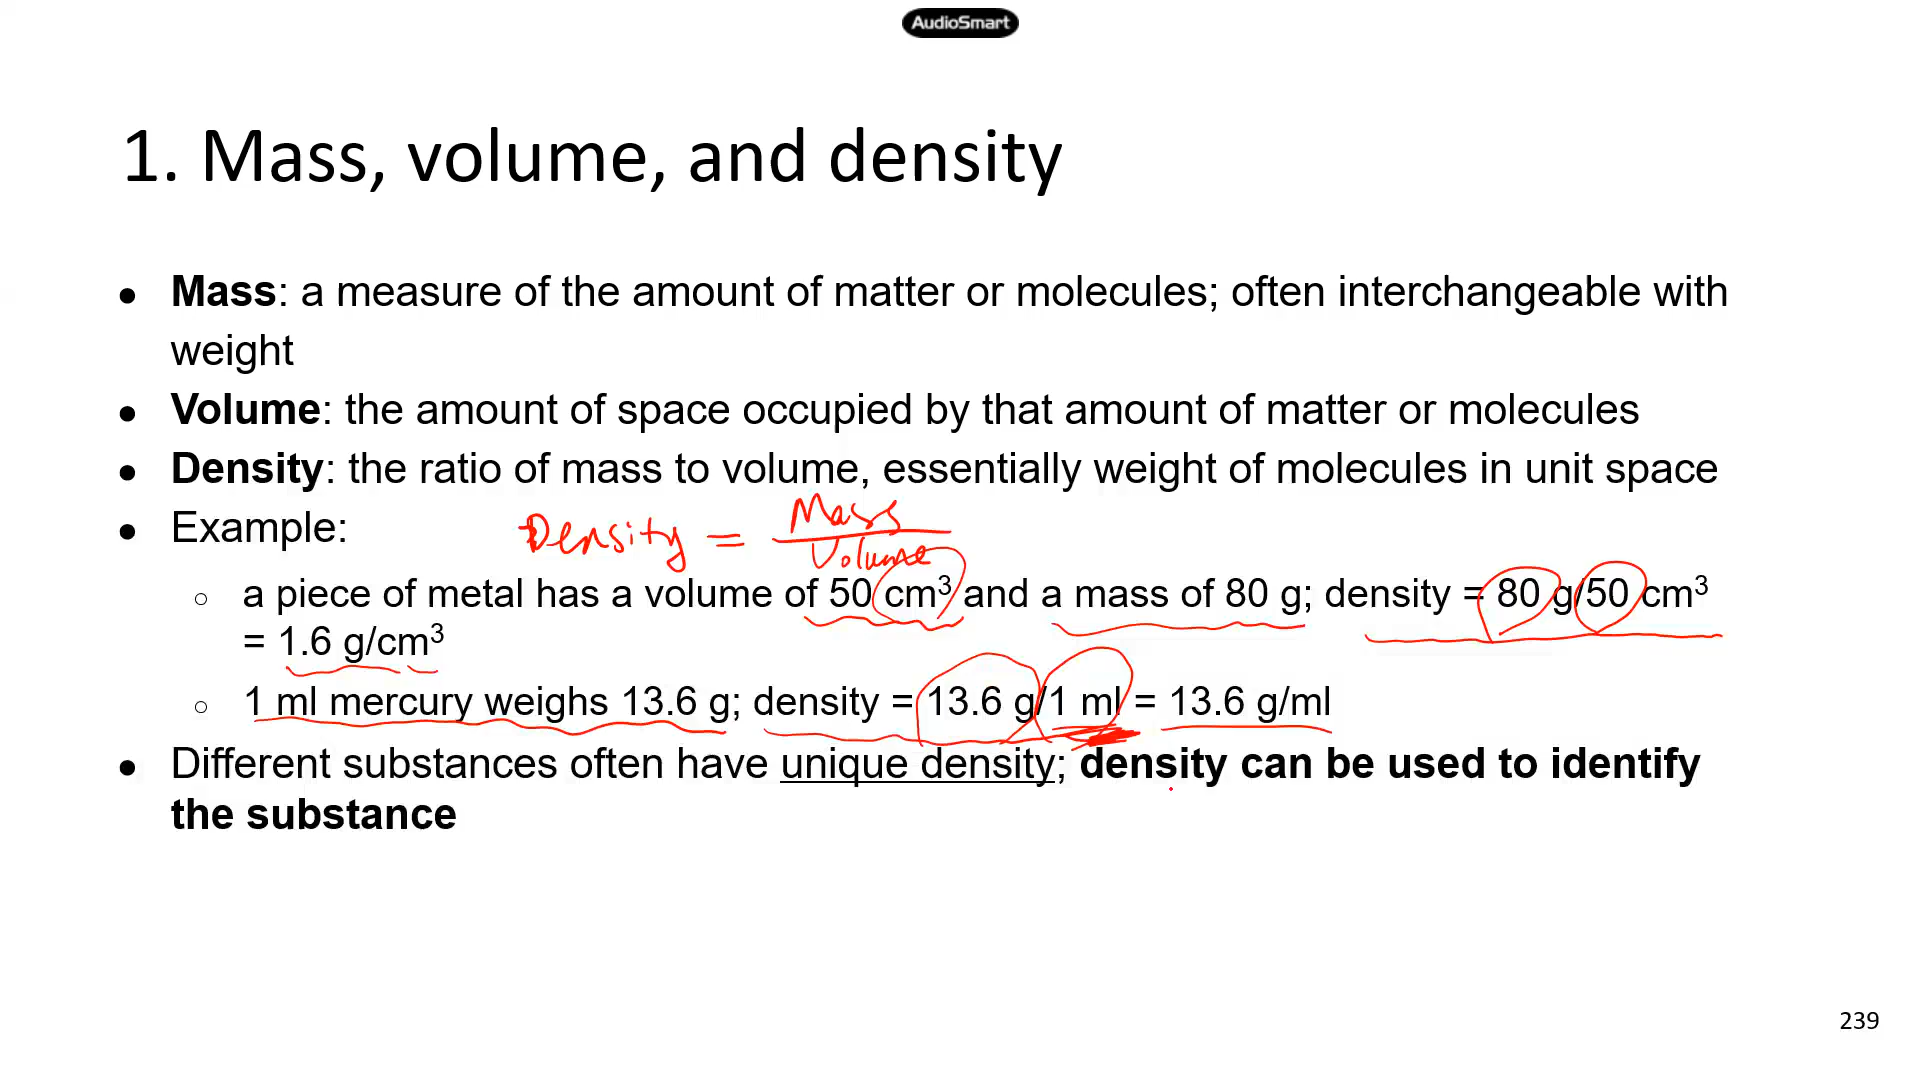 AudioSmart
1. Mass, volume, and density
● Mass: a measure of the amount of matter or molecules; often interchangeable with
weight
● Volume: the amount of space occupied by that amount of matter or molecules
● Density: the ratio of mass to volume, essentially weight of molecules in unit space
● Example:
Density = Mass
Volume
○ a piece of metal has a volume of 50 cm³ and a mass of 80 g; density = 80 g/50 cm³
= 1.6 g/cm³
○ 1 ml mercury weighs 13.6 g; density = 13.6 g/1 ml = 13.6 g/ml
● Different substances often have unique density; density can be used to identify
the substance
239